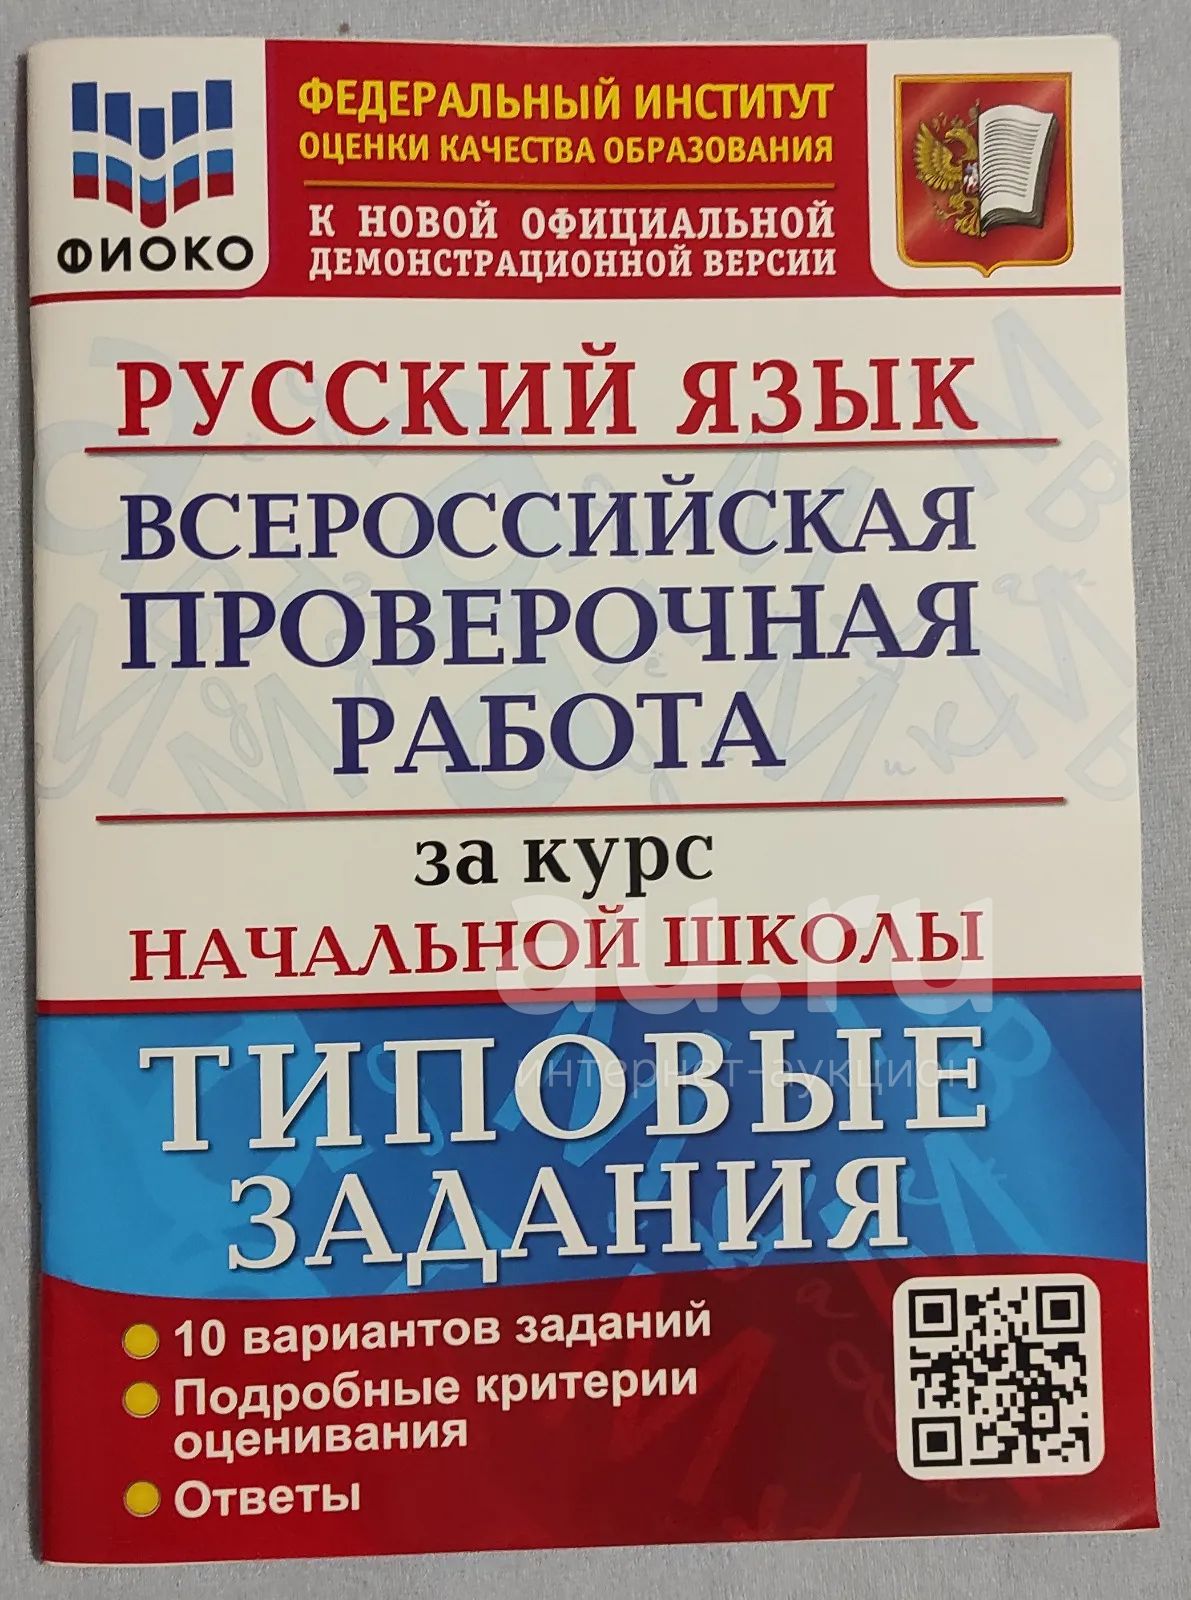 ФИОКО
ФЕДЕРАЛЬНЫЙ ИНСТИТУТ
ОЦЕНКИ КАЧЕСТВА ОБРАЗОВАНИЯ
К НОВОЙ ОФИЦИАЛЬНОЙ
ДЕМОНСТРАЦИОННОЙ ВЕРСИИ
РУССКИЙ ЯЗЫК
ВСЕРОССИЙСКАЯ
ПРОВЕРОЧНАЯ
РАБОТА
за курс
НАЧАЛЬНОЙ ШКОЛЫ
au.ru
интернет-аукцион
ТИПОВЫЕ
ЗАДАНИЯ
10 вариантов заданий
Подробные критерии
оценивания
Ответы